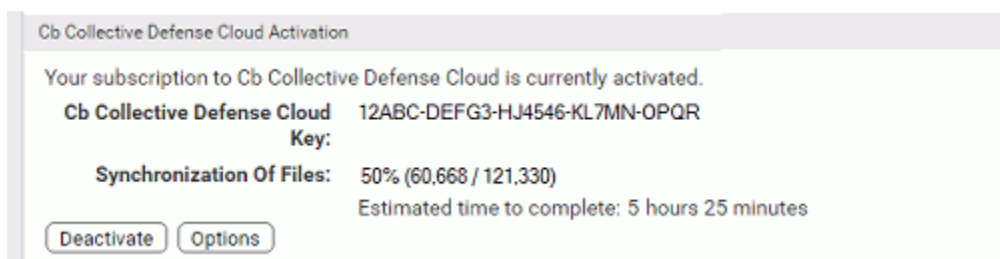 Cb Collective Defense Cloud Activation
Your subscription to Cb Collective Defense Cloud is currently activated.
Cb Collective Defense Cloud Key: 12ABC-DEFG3-HJ4546-KL7MN-OPQR
Synchronization Of Files: 50% (60,668 / 121,330)
Estimated time to complete: 5 hours 25 minutes
Deactivate Options